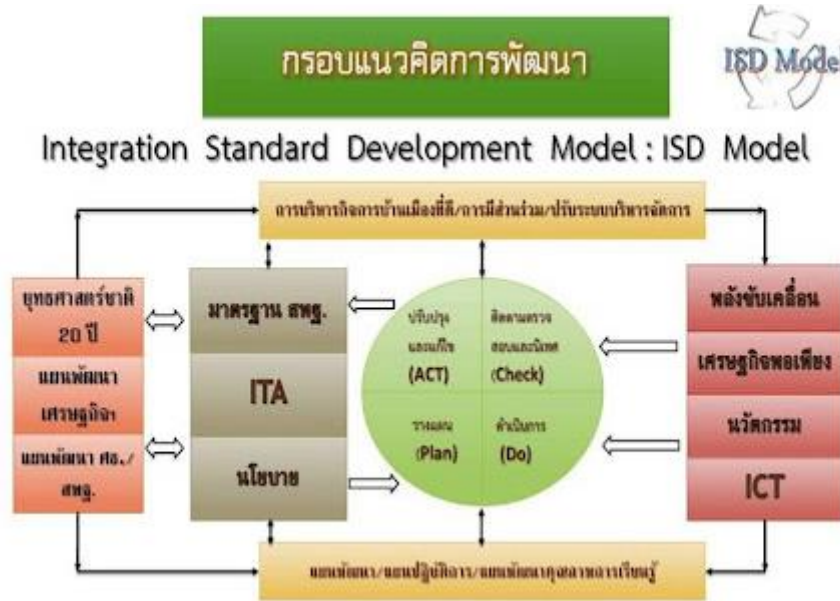 กรอบแนวคิดการพัฒนา
ISD Mode
Integration Standard Development Model : ISD Model
การบริหารกิจการบ้านเมืองที่ดี/การมีส่วนร่วม/ปรับระบบบริหารจัดการ
ยุทธศาสตร์ชาติ
20 ปี
แผนพัฒนา
เศรษฐกิจฯ
แผนพัฒนา ศธ./
สพฐ.
มาตรฐาน สพฐ.
ITA
นโยบาย
ปรับปรุง
และแก้ไข
(ACT)
ติดตามตรวจ
สอบและนิเทศ
(Check)
วางแผน
(Plan)
ดำเนินการ
(Do)
พลังขับเคลื่อน
เศรษฐกิจพอเพียง
นวัตกรรม
ICT
แผนพัฒนา/แผนปฏิบัติการ/แผนพัฒนาคุณภาพการเรียนรู้